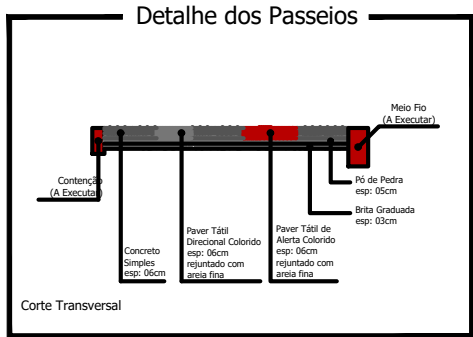 Detalhe dos Passeios
Meio Fio
(A Executar)
Contenção
(A Executar)
Pó de Pedra
esp: 05cm
Brita Graduada
esp: 03cm
Concreto
Simples
esp: 06cm
Paver Tátil
Direcional Colorido
esp: 06cm
rejuntado com
areia fina
Paver Tátil de
Alerta Colorido
esp: 06cm
rejuntado com
areia fina
Corte Transversal